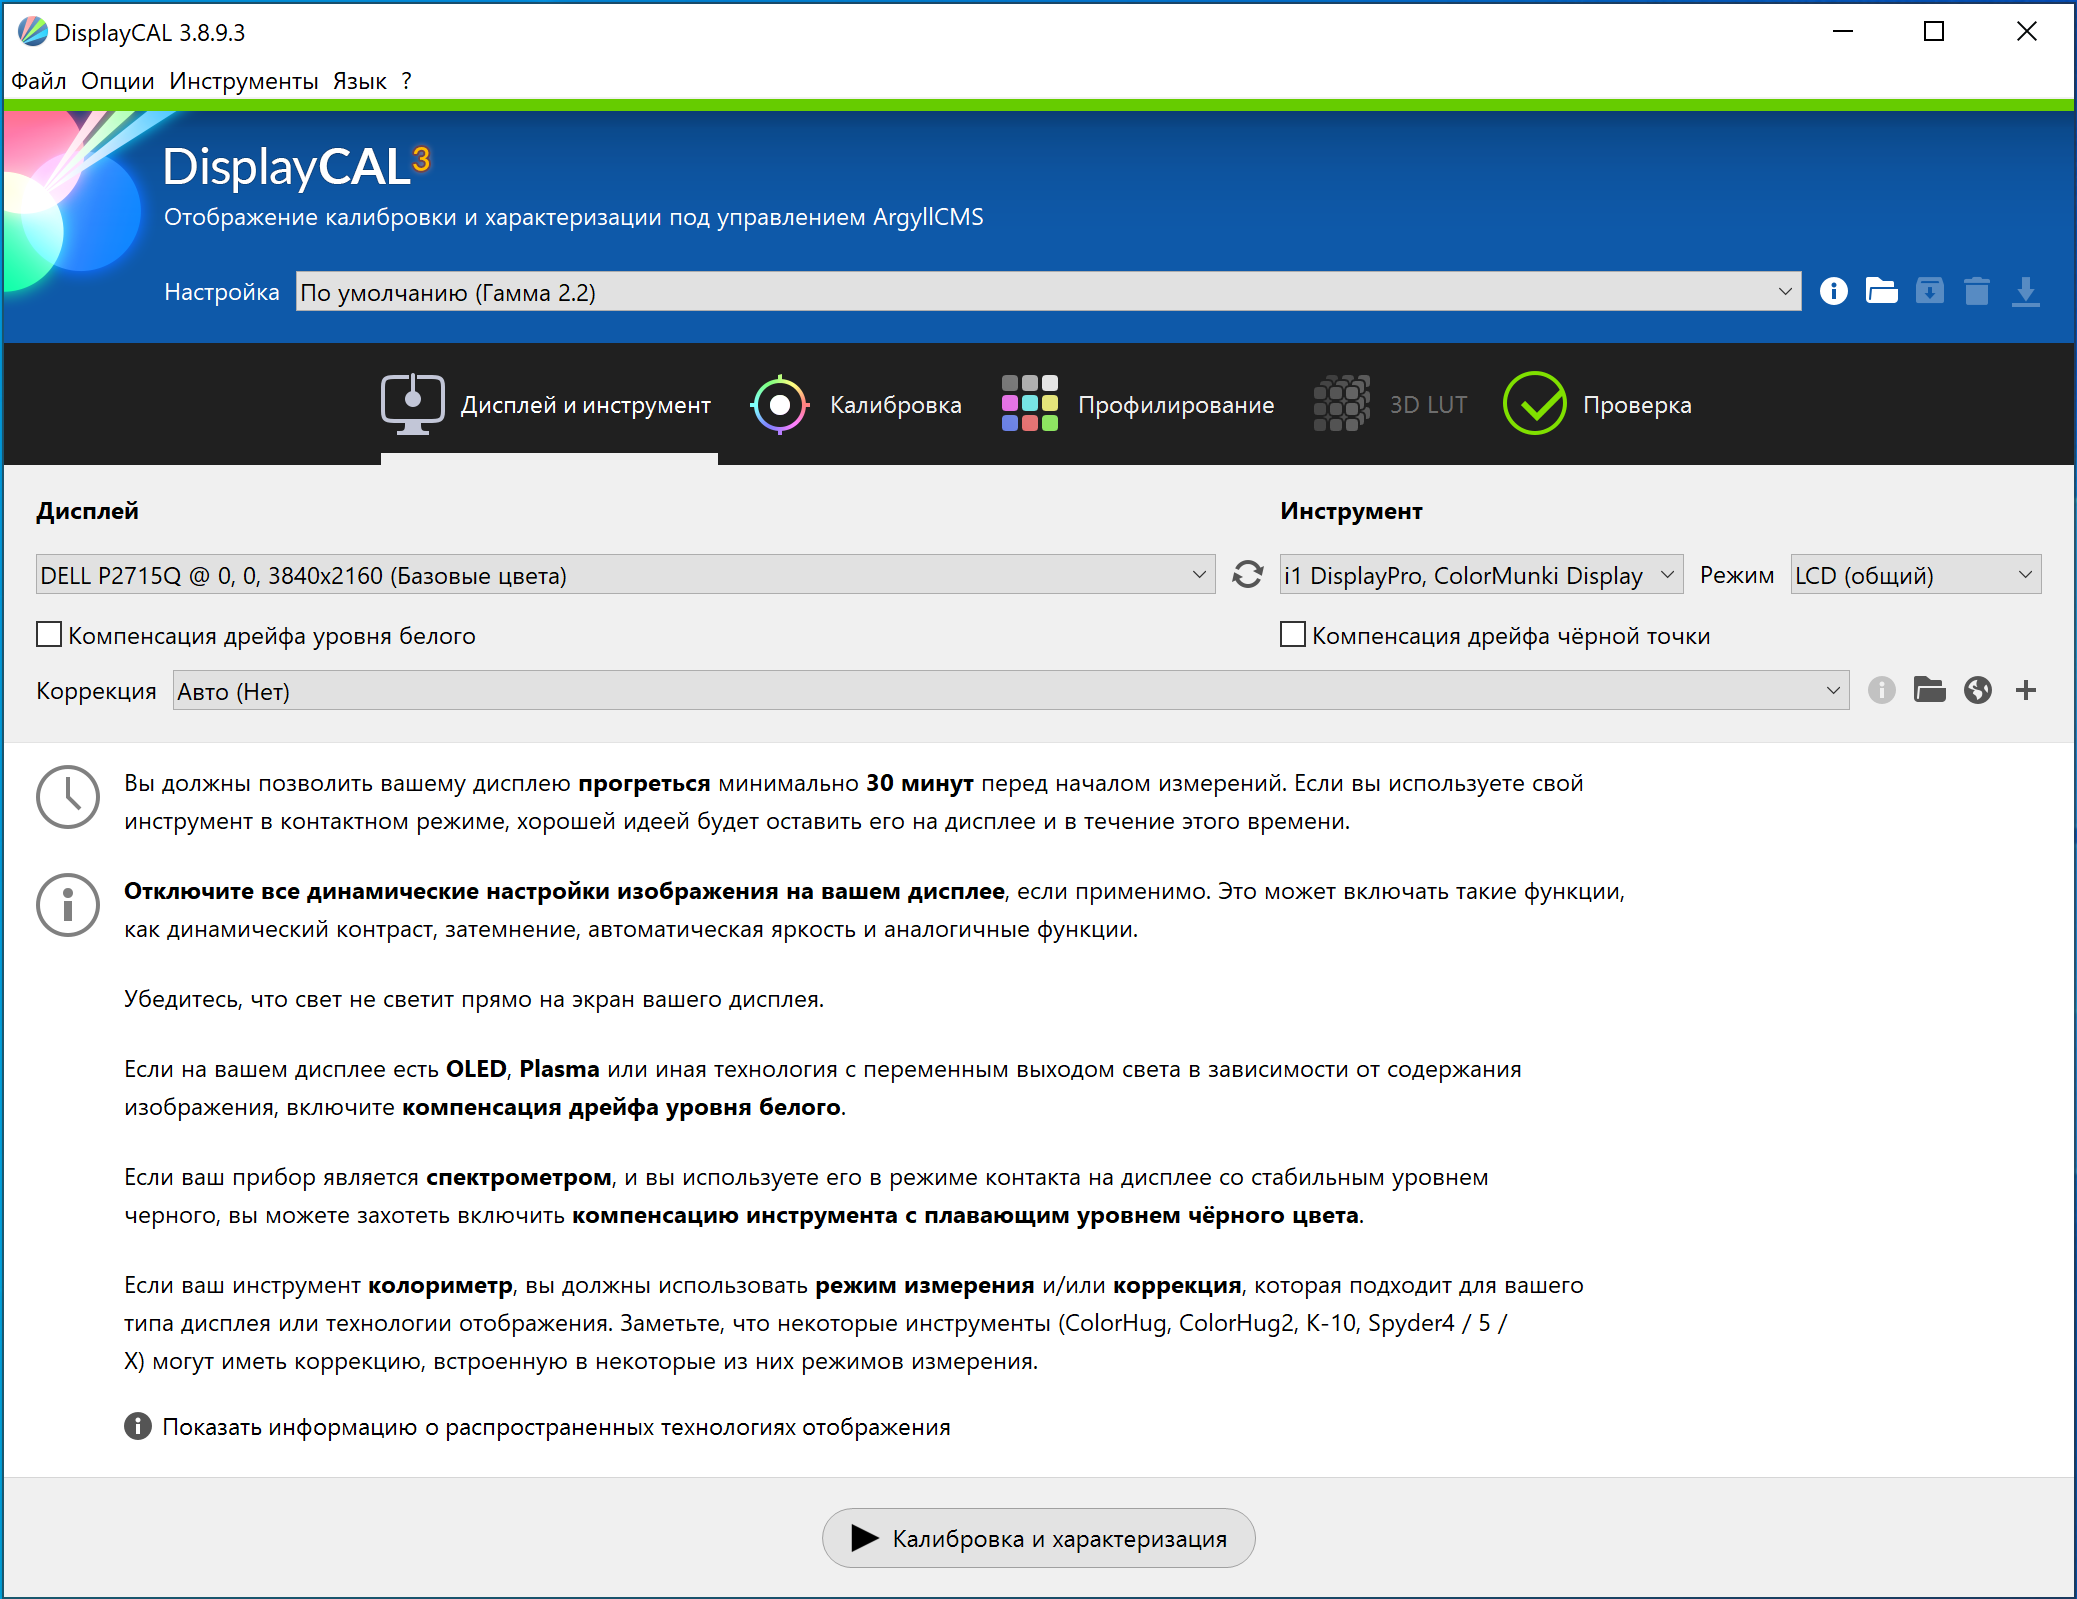 DisplayCAL 3.8.9.3
Файл Опции Инструменты Язык ?
DisplayCAL3
Отображение калибровки и характеризации под управлением ArgyllCMS
Настройка По умолчанию (Гамма 2.2)
Дисплей и инструмент Калибровка Профилирование 3D LUT Проверка
Дисплей Инструмент
DELL P2715Q @ 0, 0, 3840x2160 (Базовые цвета) i1 DisplayPro, ColorMunki Display Режим LCD (общий)
Компенсация дрейфа уровня белого Компенсация дрейфа чёрной точки
Коррекция Авто (Нет)
Вы должны позволить вашему дисплею прогреться минимально 30 минут перед началом измерений. Если вы используете свой
инструмент в контактном режиме, хорошей идеей будет оставить его на дисплее и в течение этого времени.
Отключите все динамические настройки изображения на вашем дисплее, если применимо. Это может включать такие функции,
как динамический контраст, затемнение, автоматическая яркость и аналогичные функции.
Убедитесь, что свет не светит прямо на экран вашего дисплея.
Если на вашем дисплее есть OLED, Plasma или иная технология с переменным выходом света в зависимости от содержания
изображения, включите компенсация дрейфа уровня белого.
Если ваш прибор является спектрометром, и вы используете его в режиме контакта на дисплее со стабильным уровнем
черного, вы можете захотеть включить компенсацию инструмента с плавающим уровнем чёрного цвета.
Если ваш инструмент колориметр, вы должны использовать режим измерения и/или коррекция, которая подходит для вашего
типа дисплея или технологии отображения. Заметьте, что некоторые инструменты (ColorHug, ColorHug2, К-10, Spyder4 / 5 /
X) могут иметь коррекцию, встроенную в некоторые из них режимов измерения.
Показать информацию о распространенных технологиях отображения
Калибровка и характеризация